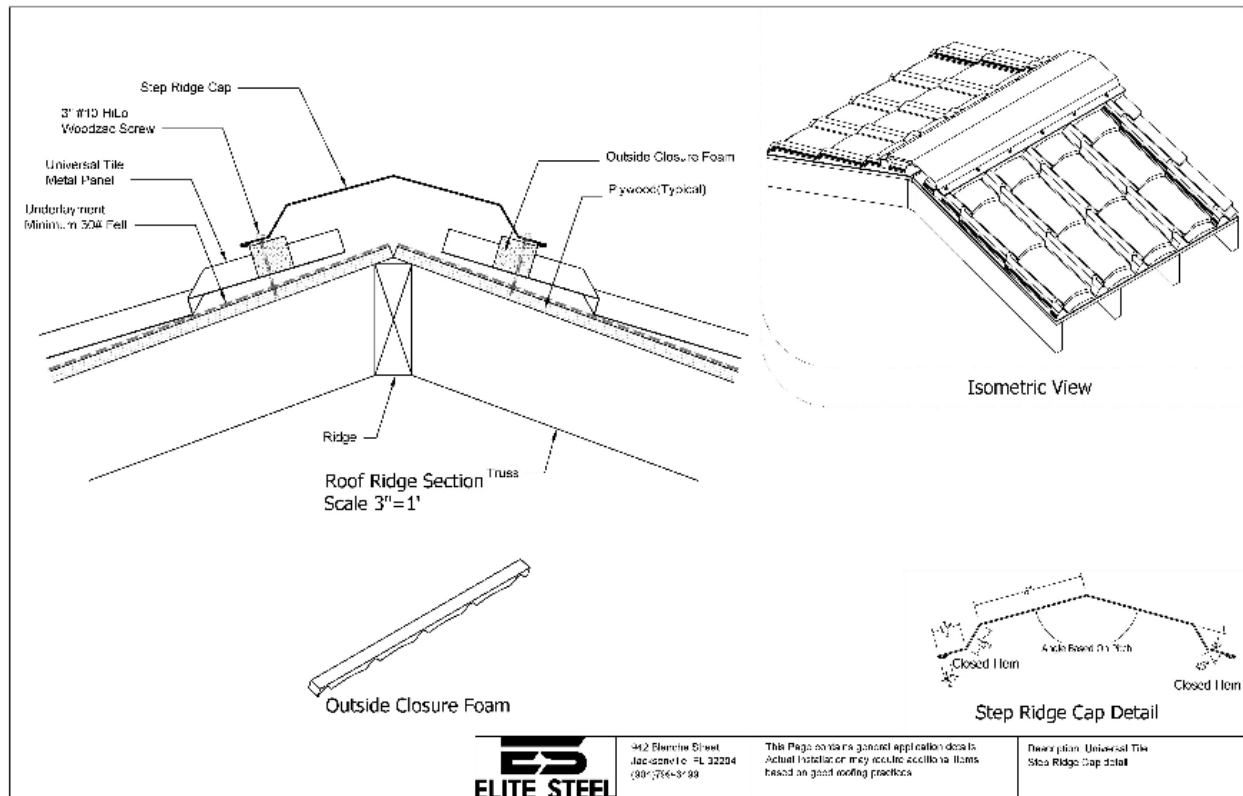 Step Ridge Cap
3" #10 HiLo
Woodzac Screw
Universal Tile
Metal Panel
Underlayment
Minimum 30# Felt
Outside Closure Foam
Plywood(Typical)
Ridge
Truss
Roof Ridge Section
Scale 3"=1'
Isometric View
Outside Closure Foam
Angle Based On Pitch
Closed Hem
Closed Hem
Step Ridge Cap Detail
ELITE STEEL
942 Blanche Street
Jacksonville, FL 32204
This Page contains general application details
Actual Installation may require additional items
based on good roofing practices
Description: Universal Tile
Step Ridge Cap detail